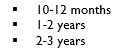 ▪ 10-12 months
▪ 1-2 years
▪ 2-3 years